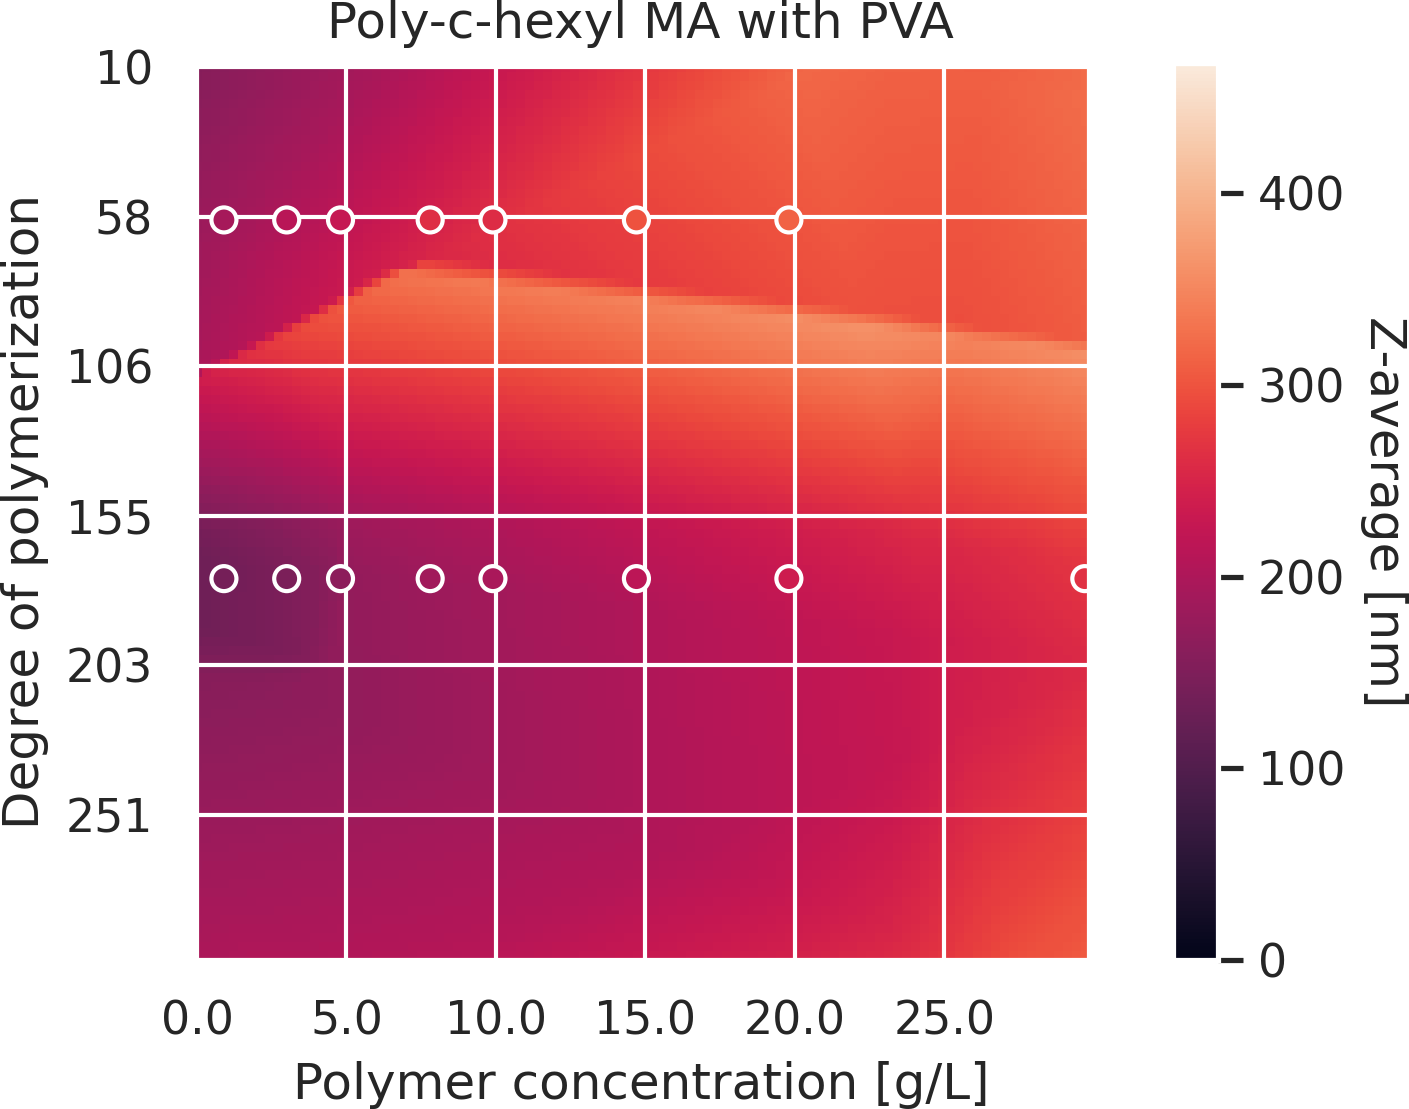 Poly-c-hexyl MA with PVA
10
58
106
155
203
251
Degree of polymerization
0.0 5.0 10.0 15.0 20.0 25.0
Polymer concentration [g/L]
400
300
200
100
0
Z-average [nm]